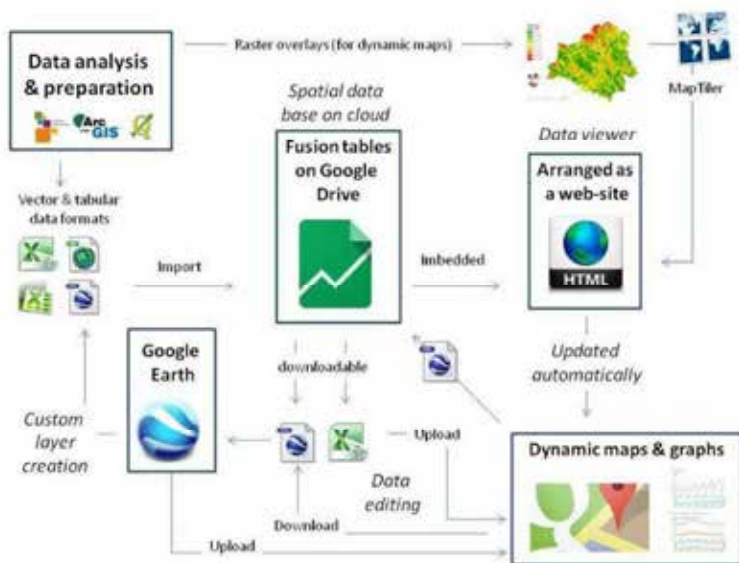 Data analysis
& preparation
Arc
GIS
Raster overlays (for dynamic maps)
MapTiler
Spatial data
base on cloud
Fusion tables
on Google
Drive
Data viewer
Arranged as
a web-site
HTML
Vector & tabular
data formats
Import
Imbedded
Google
Earth
downloadable
Updated
automatically
Custom
layer
creation
Upload
Data
editing
Download
Upload
Dynamic maps & graphs